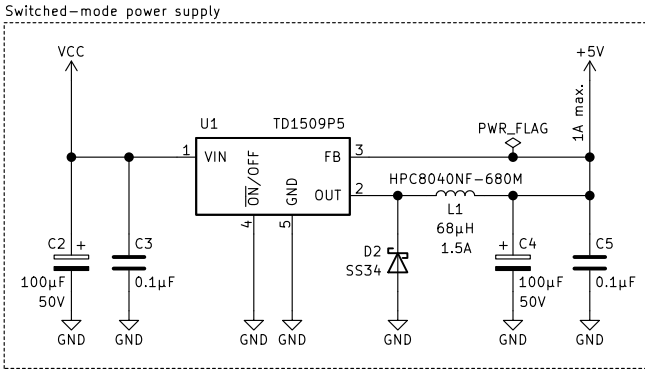 Switched-mode power supply
VCC
+5V
U1 TD1509P5
PWR_FLAG
1A max.
1 VIN FB 3
HPC8040NF-680M
ON/OFF GND OUT 2
L1
68µH
1.5A
4 5
C2 + C3
100µF 0.1µF
50V
D2
SS34
+ C4 C5
100µF 0.1µF
50V
GND GND GND GND GND GND GND